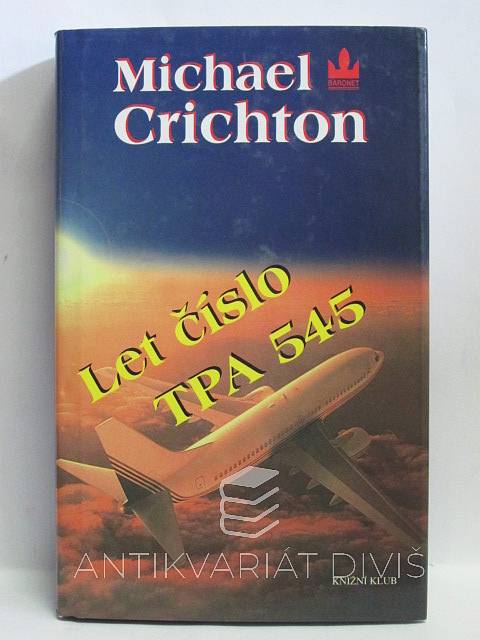 Michael
BARONET
Crichton
Let číslo
TPA 545
ANTIKVARIÁT DIVIŠ
KNIŽNÍ KLUB